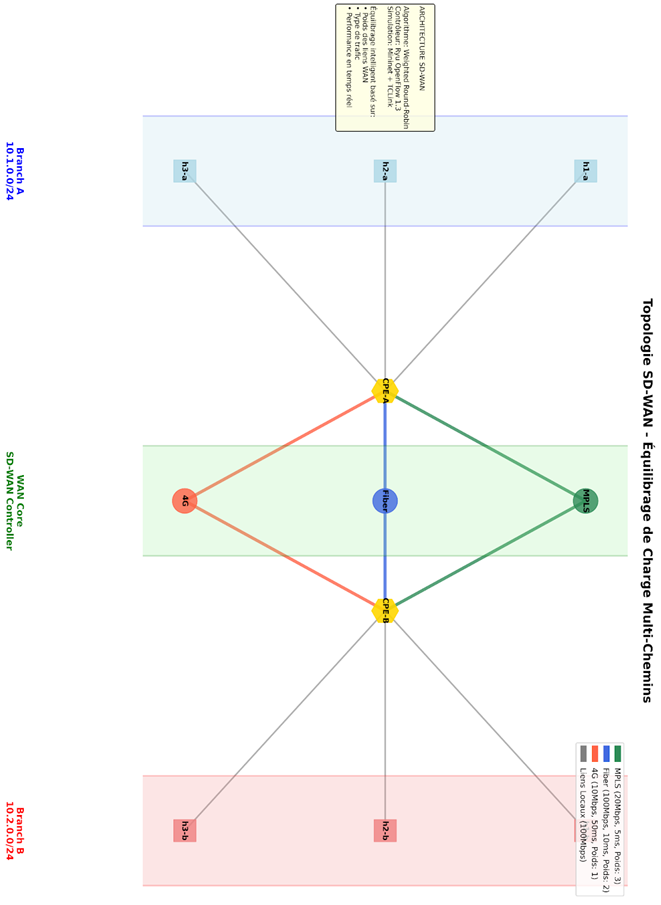 Topologie SD-WAN - Équilibrage de Charge Multi-Chemins
MPLS (20Mbps, 5ms, Poids: 3)
Fiber (100Mbps, 10ms, Poids: 2)
4G (10Mbps, 50ms, Poids: 1)
Liens Locaux (100Mbps)
h1-a
MPLS
ARCHITECTURE SD-WAN
Algorithme: Weighted Round-Robin
Contrôleur: Ryu OpenFlow 1.3
Simulation: Mininet + TCLink
Équilibrage intelligent basé sur:
• Poids des liens WAN
• Type de trafic
• Performance en temps réel
h2-a
CPE-A
Fiber
CPE-B
h2-b
h3-a
4G
h3-b
Branch A
10.1.0.0/24
WAN Core
SD-WAN Controller
Branch B
10.2.0.0/24